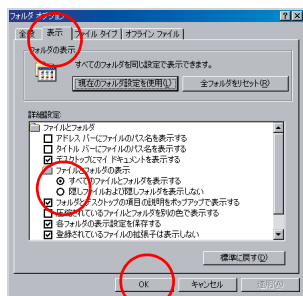 フォルダ オプション
全般 表示 ファイル タイプ オフライン ファイル
フォルダの表示
すべてのフォルダを同じ設定で表示できます。
現在のフォルダ設定を使用(L) 全フォルダをリセット(R)
詳細設定:
ファイルとフォルダ
アドレス バーにファイルのパス名を表示する
タイトル バーにファイルのパス名を表示する
デスクトップにマイ ドキュメントを表示する
ファイルとフォルダの表示
すべてのファイルとフォルダを表示する
隠しファイルおよび隠しフォルダを表示しない
フォルダとデスクトップの項目の説明をポップアップで表示する
圧縮されているファイルとフォルダを別の色で表示する
各フォルダの表示設定を保存する
登録されているファイルの拡張子は表示しない
標準に戻す(D)
OK キャンセル 適用(A)